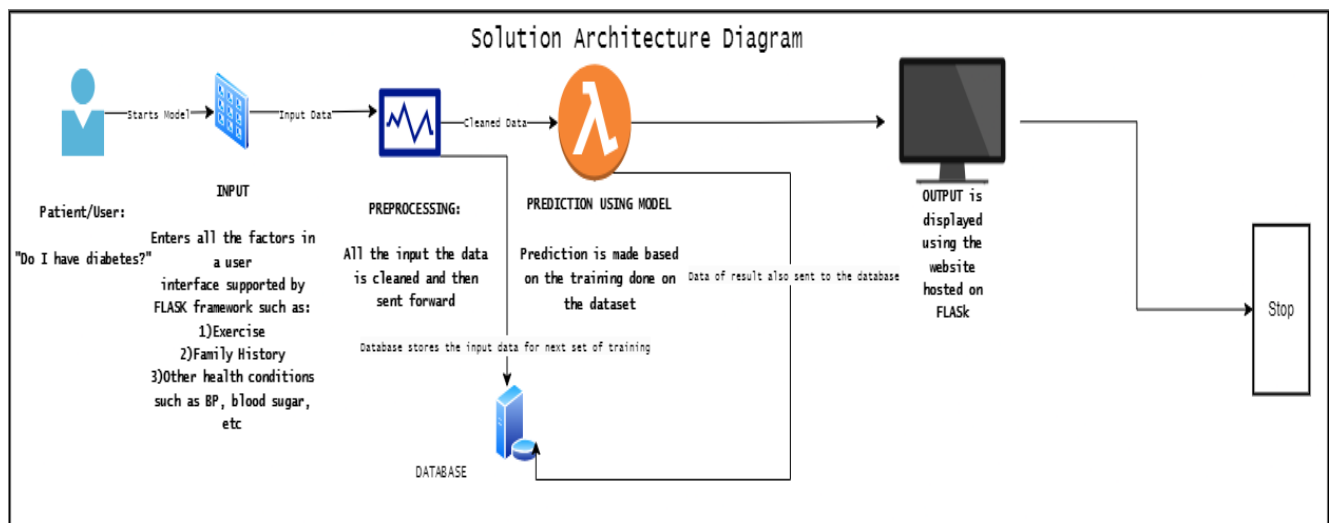 Solution Architecture Diagram
Starts Model
Input Data
Cleaned Data
Patient/User:
"Do I have diabetes?"
INPUT
Enters all the factors in
a user
interface supported by
FLASK framework such as:
1)Exercise
2)Family History
3)Other health conditions
such as BP, blood sugar,
etc
PREPROCESSING:
All the input the data
is cleaned and then
sent forward
PREDICTION USING MODEL
Prediction is made based
on the training done on
the dataset
Data of result also sent to the database
OUTPUT is
displayed
using the
website
hosted on
FLASk
Stop
Database stores the input data for next set of training
DATABASE